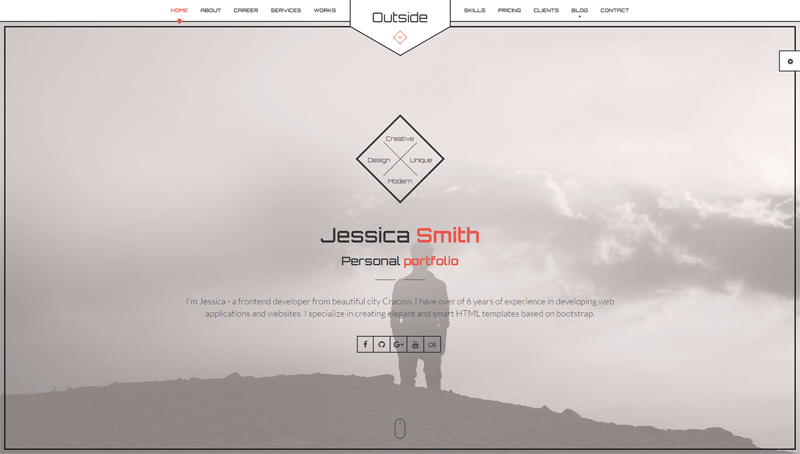 HOME ABOUT CAREER SERVICES WORKS Outside SKILLS PRICING CLIENTS BLOG CONTACT
Creative
Design Unique
Modern
Jessica Smith
Personal portfolio
I'm Jessica - a frontend developer from beautiful city Cracow. I have over of 6 years of experience in developing web
applications and websites. I specialize in creating elegant and smart HTML templates based on bootstrap.